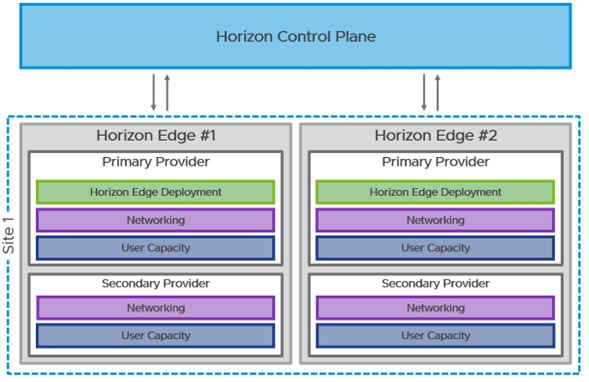 Horizon Control Plane
Site 1
Horizon Edge #1
Primary Provider
Horizon Edge Deployment
Networking
User Capacity
Secondary Provider
Networking
User Capacity
Horizon Edge #2
Primary Provider
Horizon Edge Deployment
Networking
User Capacity
Secondary Provider
Networking
User Capacity